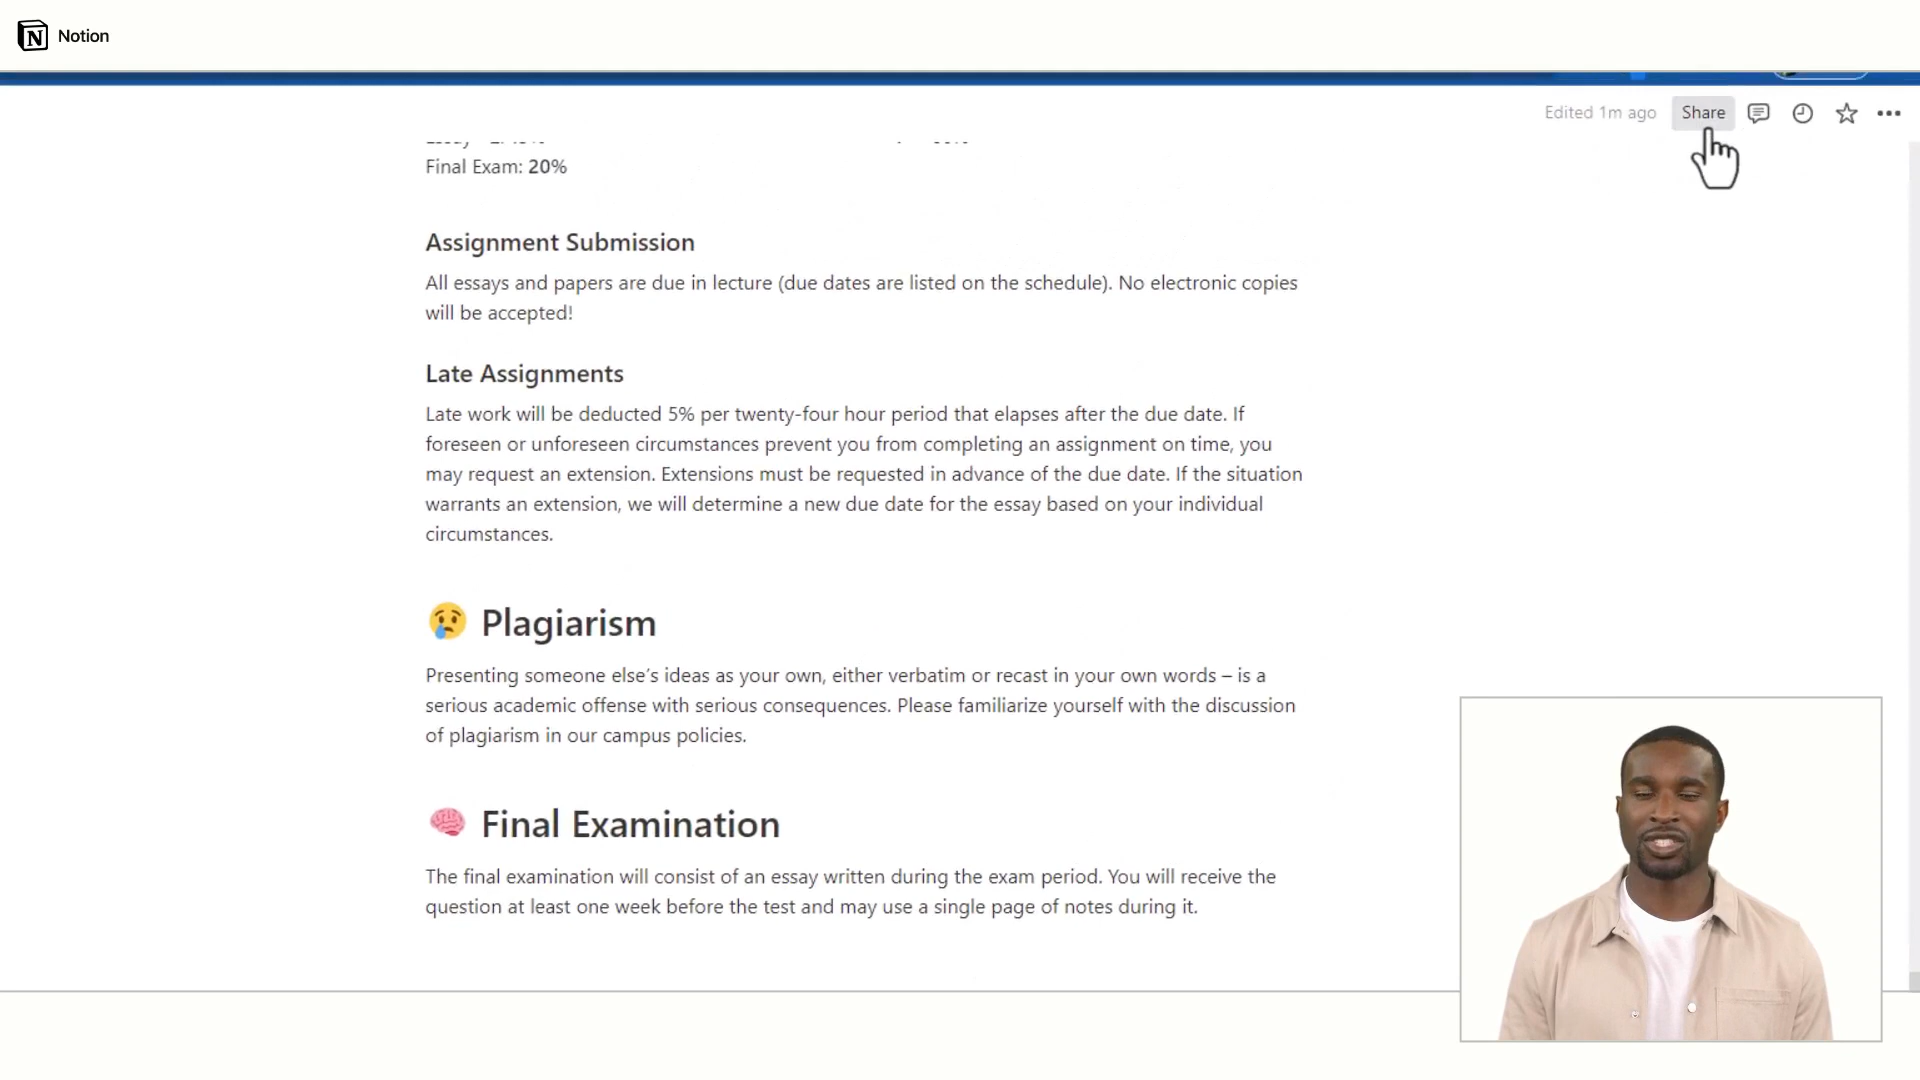 Notion
Edited 1m ago
Share
Final Exam: 20%
Assignment Submission
All essays and papers are due in lecture (due dates are listed on the schedule). No electronic copies
will be accepted!
Late Assignments
Late work will be deducted 5% per twenty-four hour period that elapses after the due date. If
foreseen or unforeseen circumstances prevent you from completing an assignment on time, you
may request an extension. Extensions must be requested in advance of the due date. If the situation
warrants an extension, we will determine a new due date for the essay based on your individual
circumstances.
Plagiarism
Presenting someone else’s ideas as your own, either verbatim or recast in your own words – is a
serious academic offense with serious consequences. Please familiarize yourself with the discussion
of plagiarism in our campus policies.
Final Examination
The final examination will consist of an essay written during the exam period. You will receive the
question at least one week before the test and may use a single page of notes during it.